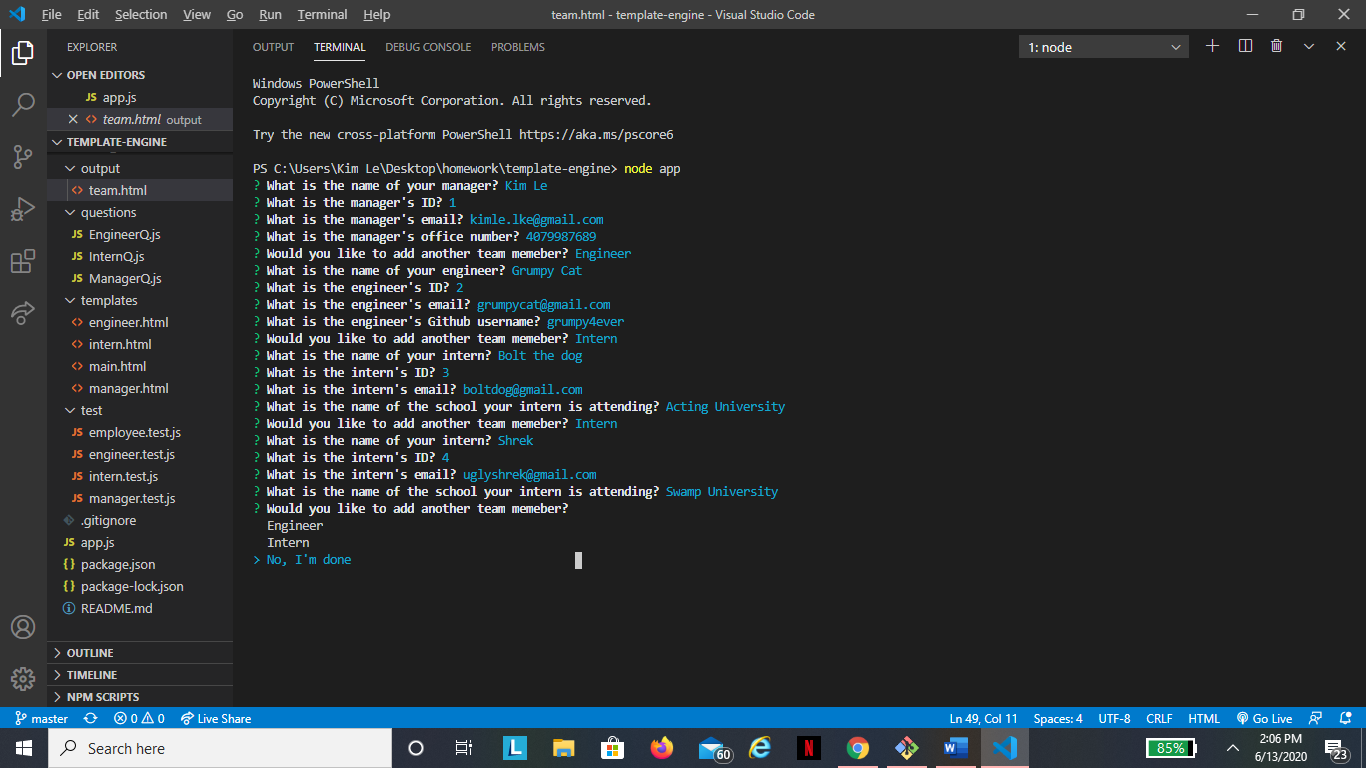 File Edit Selection View Go Run Terminal Help
team.html - template-engine - Visual Studio Code
EXPLORER
OPEN EDITORS
JS app.js
<> team.html output
TEMPLATE-ENGINE
output
<> team.html
questions
JS EngineerQ.js
JS InternQ.js
JS ManagerQ.js
templates
<> engineer.html
<> intern.html
<> main.html
<> manager.html
test
JS employee.test.js
JS engineer.test.js
JS intern.test.js
JS manager.test.js
.gitignore
JS app.js
{} package.json
{} package-lock.json
README.md
OUTLINE
TIMELINE
NPM SCRIPTS
OUTPUT TERMINAL DEBUG CONSOLE PROBLEMS
1: node
Windows PowerShell
Copyright (C) Microsoft Corporation. All rights reserved.
Try the new cross-platform PowerShell https://aka.ms/pscore6
PS C:\Users\Kim Le\Desktop\homework\template-engine> node app
? What is the name of your manager? Kim Le
? What is the manager's ID? 1
? What is the manager's email? kimle.lke@gmail.com
? What is the manager's office number? 4079987689
? Would you like to add another team memeber? Engineer
? What is the name of your engineer? Grumpy Cat
? What is the engineer's ID? 2
? What is the engineer's email? grumpycat@gmail.com
? What is the engineer's Github username? grumpy4ever
? Would you like to add another team memeber? Intern
? What is the name of your intern? Bolt the dog
? What is the intern's ID? 3
? What is the intern's email? boltdog@gmail.com
? What is the name of the school your intern is attending? Acting University
? Would you like to add another team memeber? Intern
? What is the name of your intern? Shrek
? What is the intern's ID? 4
? What is the intern's email? uglyshrek@gmail.com
? What is the name of the school your intern is attending? Swamp University
? Would you like to add another team memeber?
Engineer
Intern
> No, I'm done
master 0 0 Live Share
Ln 49, Col 11 Spaces: 4 UTF-8 CRLF HTML Go Live
Search here
L
60
N
W
85%
2:06 PM
6/13/2020
23